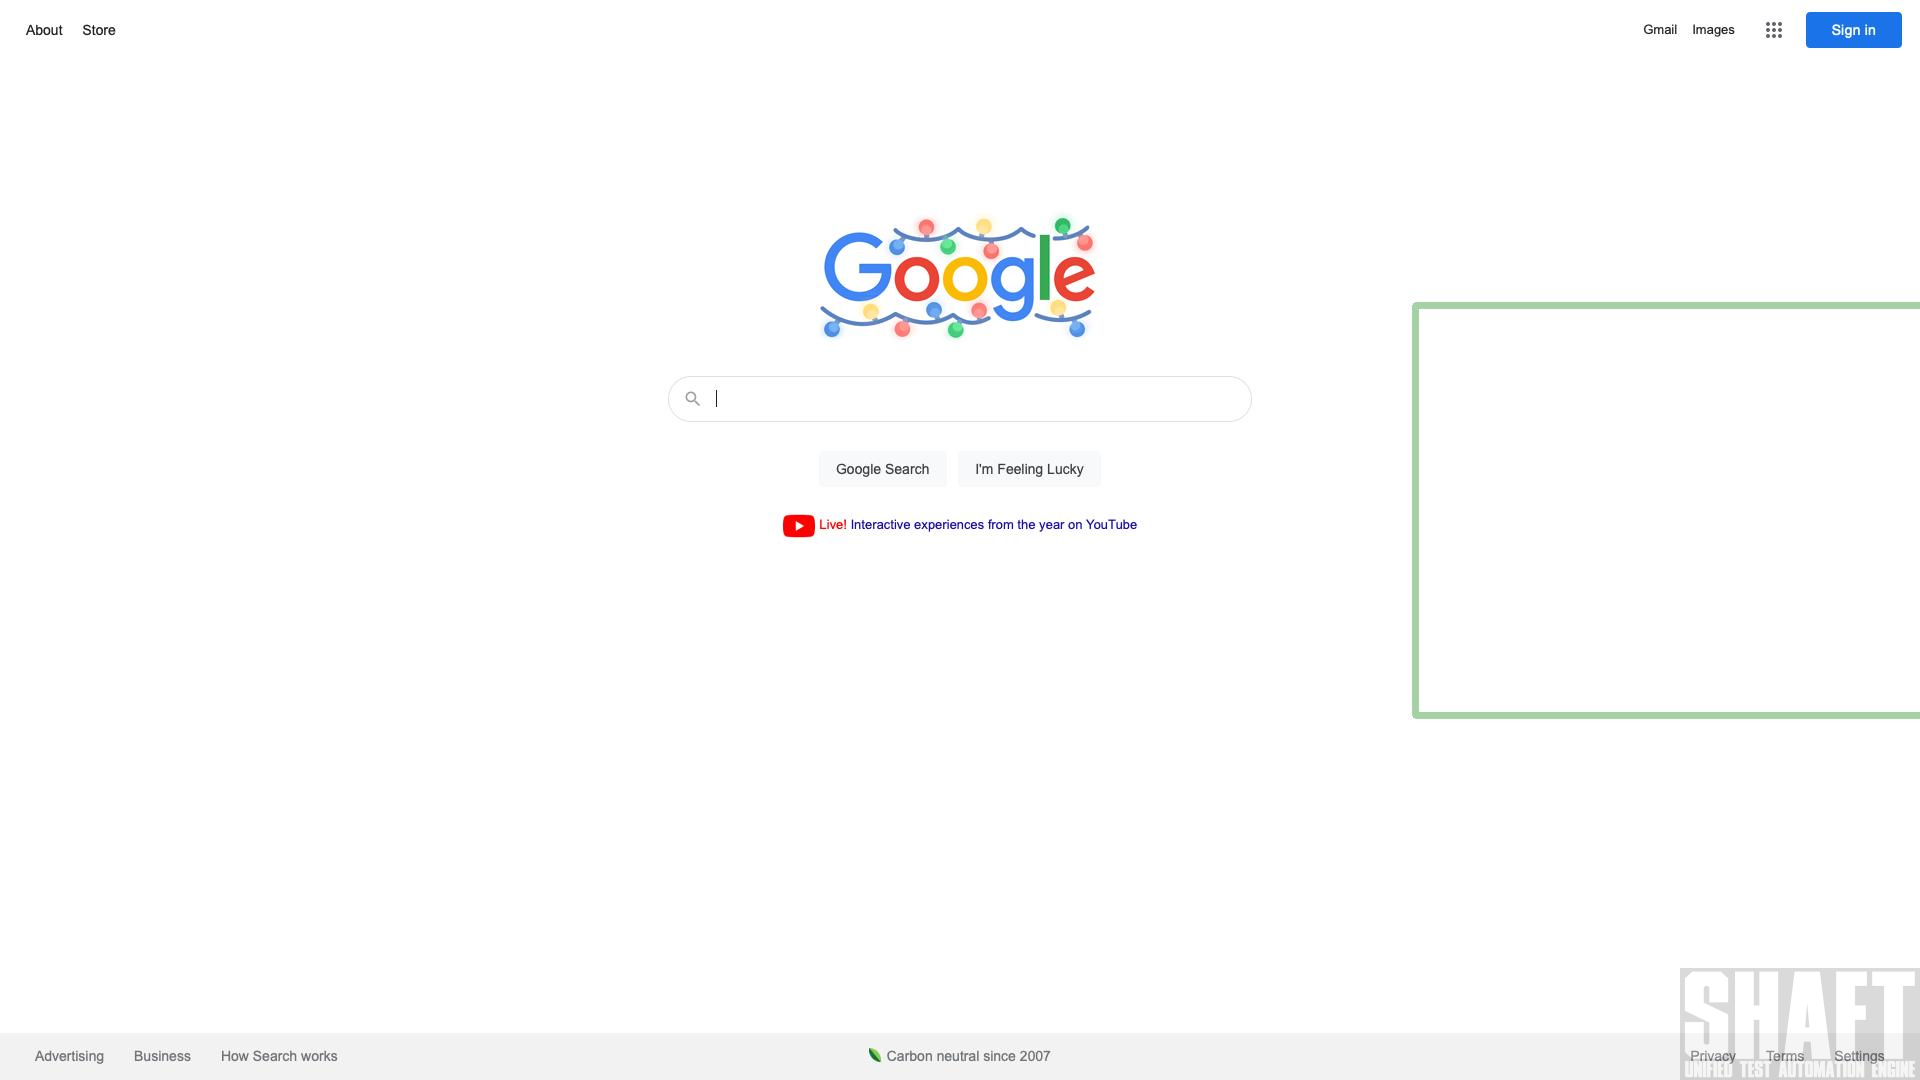 About Store
Gmail Images Sign in
Google
Google Search I'm Feeling Lucky
Live! Interactive experiences from the year on YouTube
SHAFT
Advertising Business How Search works Carbon neutral since 2007 Privacy Terms Settings
UNIFIED TEST AUTOMATION ENGINE